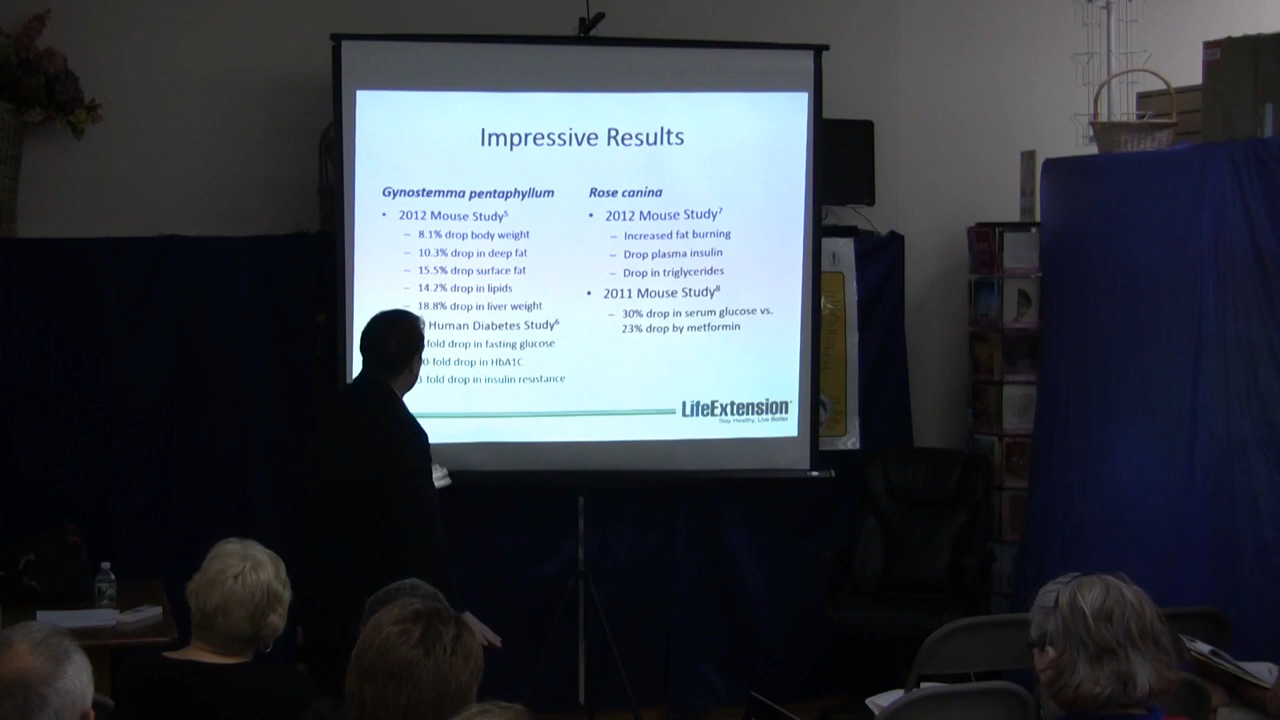 Impressive Results
Gynostemma pentaphyllum
• 2012 Mouse Study⁵
– 8.1% drop body weight
– 10.3% drop in deep fat
– 15.5% drop surface fat
– 14.2% drop in lipids
– 18.8% drop in liver weight
Human Diabetes Study⁶
fold drop in fasting glucose
fold drop in HbA1C
fold drop in insulin resistance
Rose canina
• 2012 Mouse Study⁷
– Increased fat burning
– Drop plasma insulin
– Drop in triglycerides
• 2011 Mouse Study⁸
– 30% drop in serum glucose vs.
23% drop by metformin
LifeExtension
Stay Healthy, Live Better